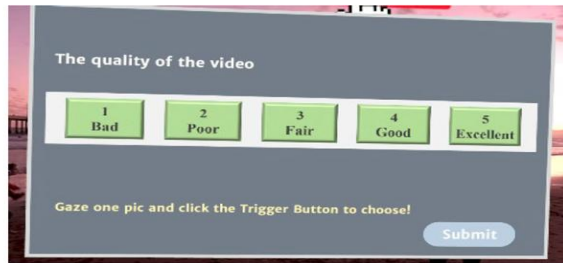 The quality of the video
1 2 3 4 5
Bad Poor Fair Good Excellent
Gaze one pic and click the Trigger Button to choose!
Submit